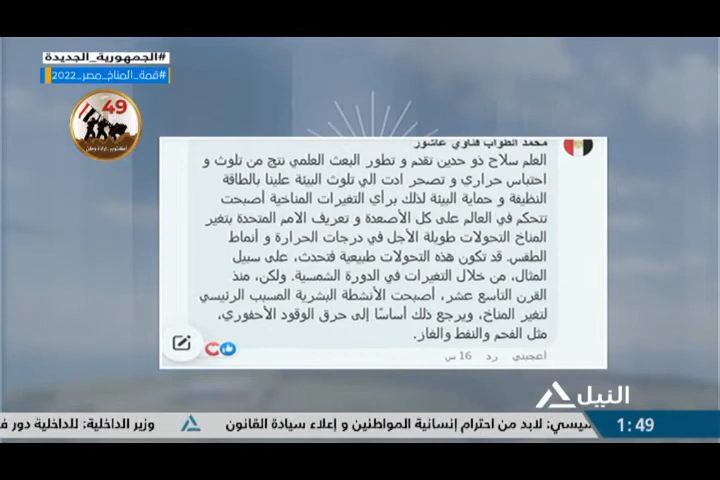 #الجمهورية_الجديدة
#قمة_المناخ_مصر_2022
49
أكتوبر.. إرادة وطن
محمد الطواب قناوي عاشور
العلم سلاح ذو حدين تقدم و تطور البحث العلمي نتج من تلوث و
احتباس حراري و تصحر ادت الي تلوث البيئة علينا بالطاقة
النظيفة و حماية البيئة لذلك برأي التغيرات المناخية أصبحت
تتحكم في العالم على كل الأصعدة و تعريف الامم المتحدة بتغير
المناخ التحولات طويلة الأجل في درجات الحرارة و أنماط
الطقس. قد تكون هذه التحولات طبيعية فتحدث، على سبيل
المثال، من خلال التغيرات في الدورة الشمسية. ولكن، منذ
القرن التاسع عشر، أصبحت الأنشطة البشرية المسبب الرئيسي
لتغير المناخ، ويرجع ذلك أساسًا إلى حرق الوقود الأحفوري،
مثل الفحم والنفط والغاز.
أعجبني رد 16 س
النيل
1:49
سيسي: لابد من احترام إنسانية المواطنين و إعلاء سيادة القانون
وزير الداخلية: للداخلية دور ف